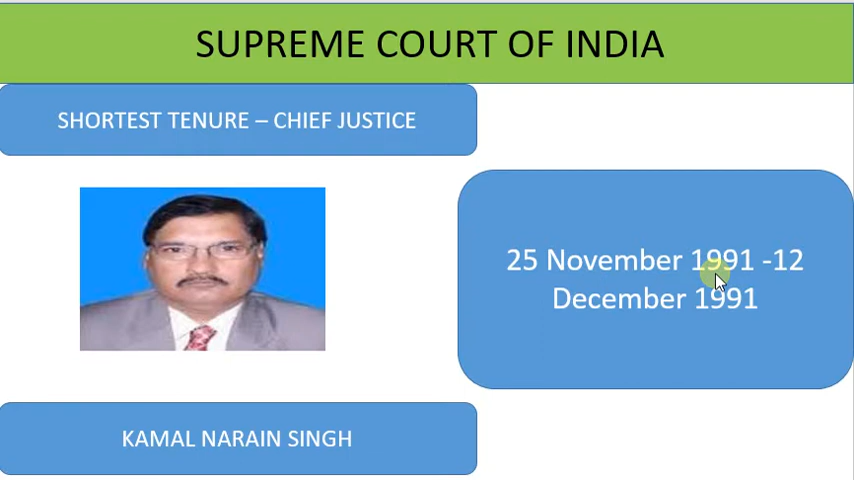 SUPREME COURT OF INDIA
SHORTEST TENURE – CHIEF JUSTICE
25 November 1991 -12
December 1991
KAMAL NARAIN SINGH